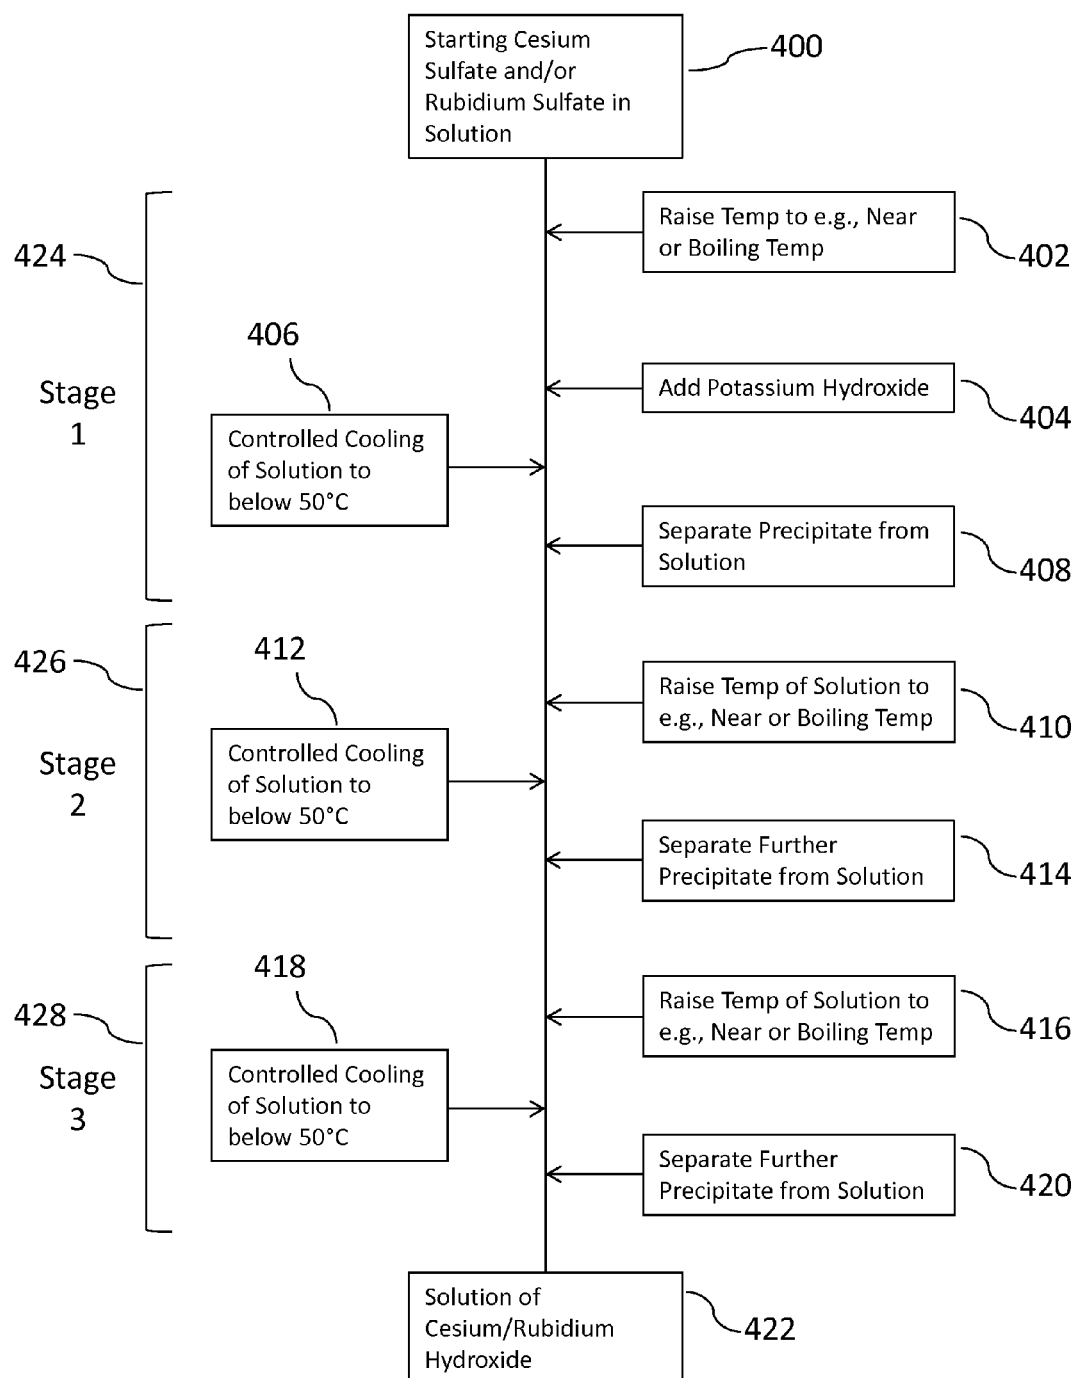 Starting Cesium
Sulfate and/or
Rubidium Sulfate in
Solution
400
Raise Temp to e.g., Near
or Boiling Temp
402
424
406
Stage
1
Add Potassium Hydroxide
404
Controlled Cooling
of Solution to
below 50°C
Separate Precipitate from
Solution
408
426
412
Raise Temp of Solution to
e.g., Near or Boiling Temp
410
Stage
2
Controlled Cooling
of Solution to
below 50°C
Separate Further
Precipitate from Solution
414
418
428
Raise Temp of Solution to
e.g., Near or Boiling Temp
416
Stage
3
Controlled Cooling
of Solution to
below 50°C
Separate Further
Precipitate from Solution
420
Solution of
Cesium/Rubidium
Hydroxide
422